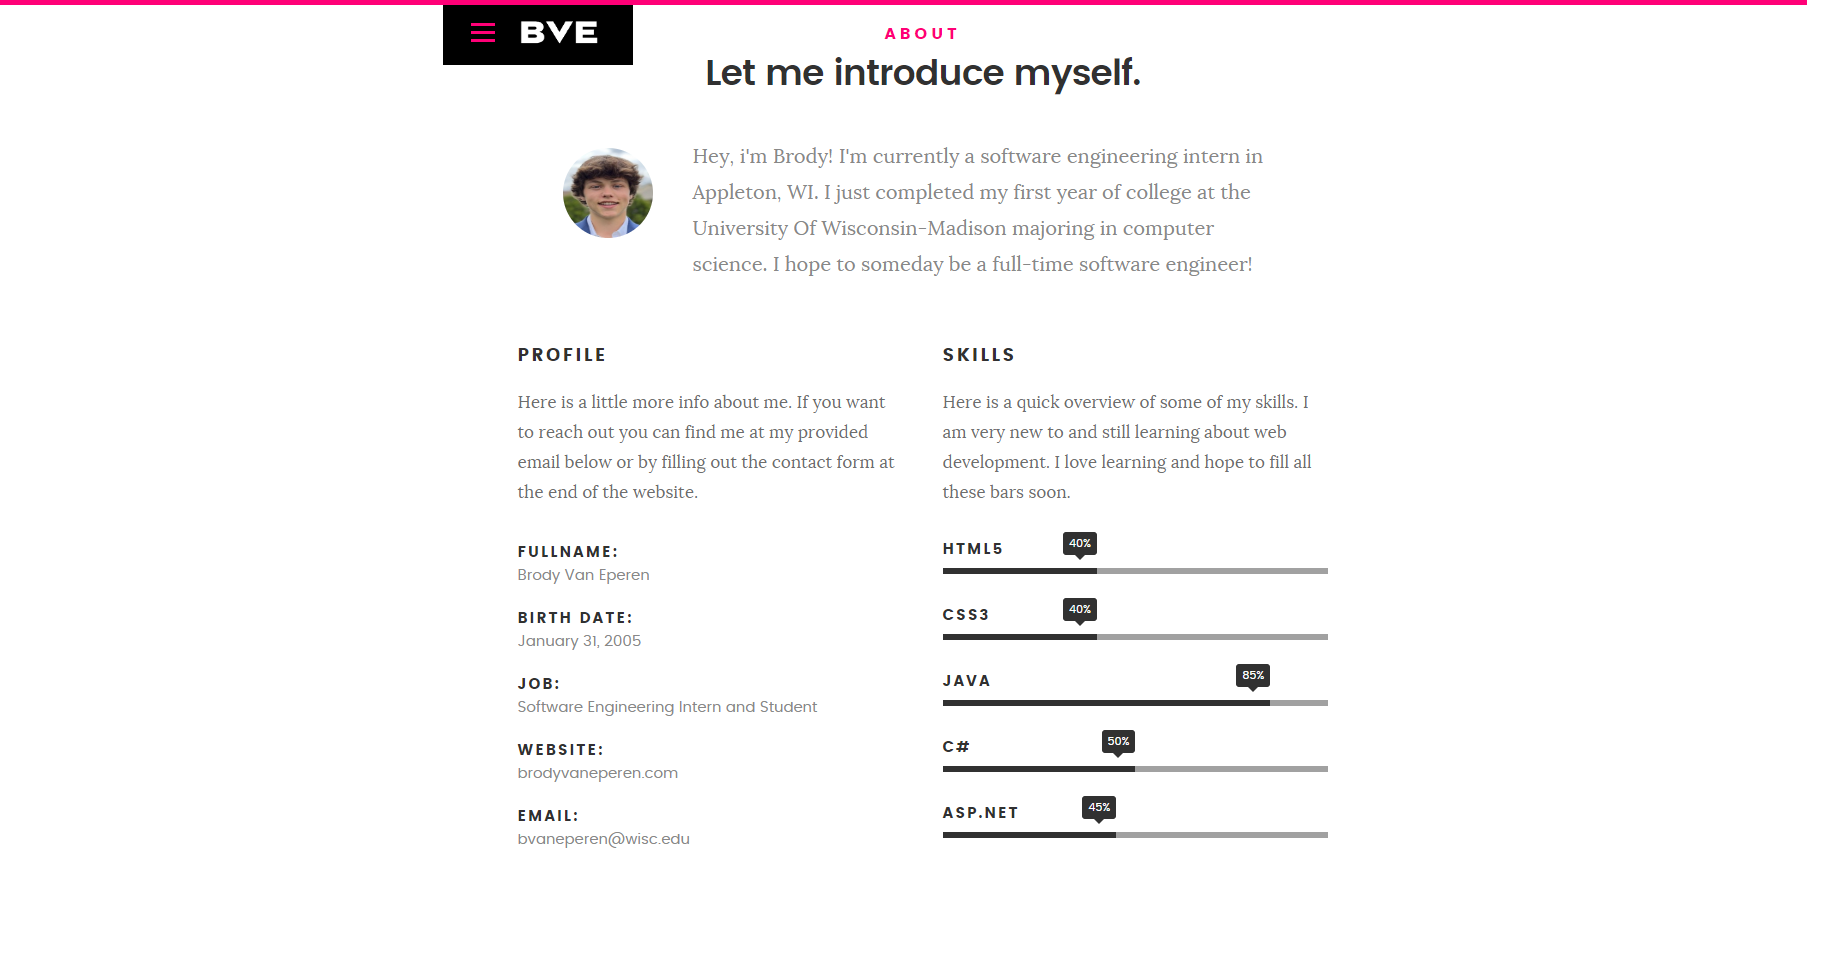 BVE
ABOUT
Let me introduce myself.
Hey, i'm Brody! I'm currently a software engineering intern in
Appleton, WI. I just completed my first year of college at the
University Of Wisconsin-Madison majoring in computer
science. I hope to someday be a full-time software engineer!
PROFILE
Here is a little more info about me. If you want
to reach out you can find me at my provided
email below or by filling out the contact form at
the end of the website.
FULLNAME:
Brody Van Eperen
BIRTH DATE:
January 31, 2005
JOB:
Software Engineering Intern and Student
WEBSITE:
brodyvaneperen.com
EMAIL:
bvaneperen@wisc.edu
SKILLS
Here is a quick overview of some of my skills. I
am very new to and still learning about web
development. I love learning and hope to fill all
these bars soon.
HTML5 40%
CSS3 40%
JAVA 85%
C# 50%
ASP.NET 45%